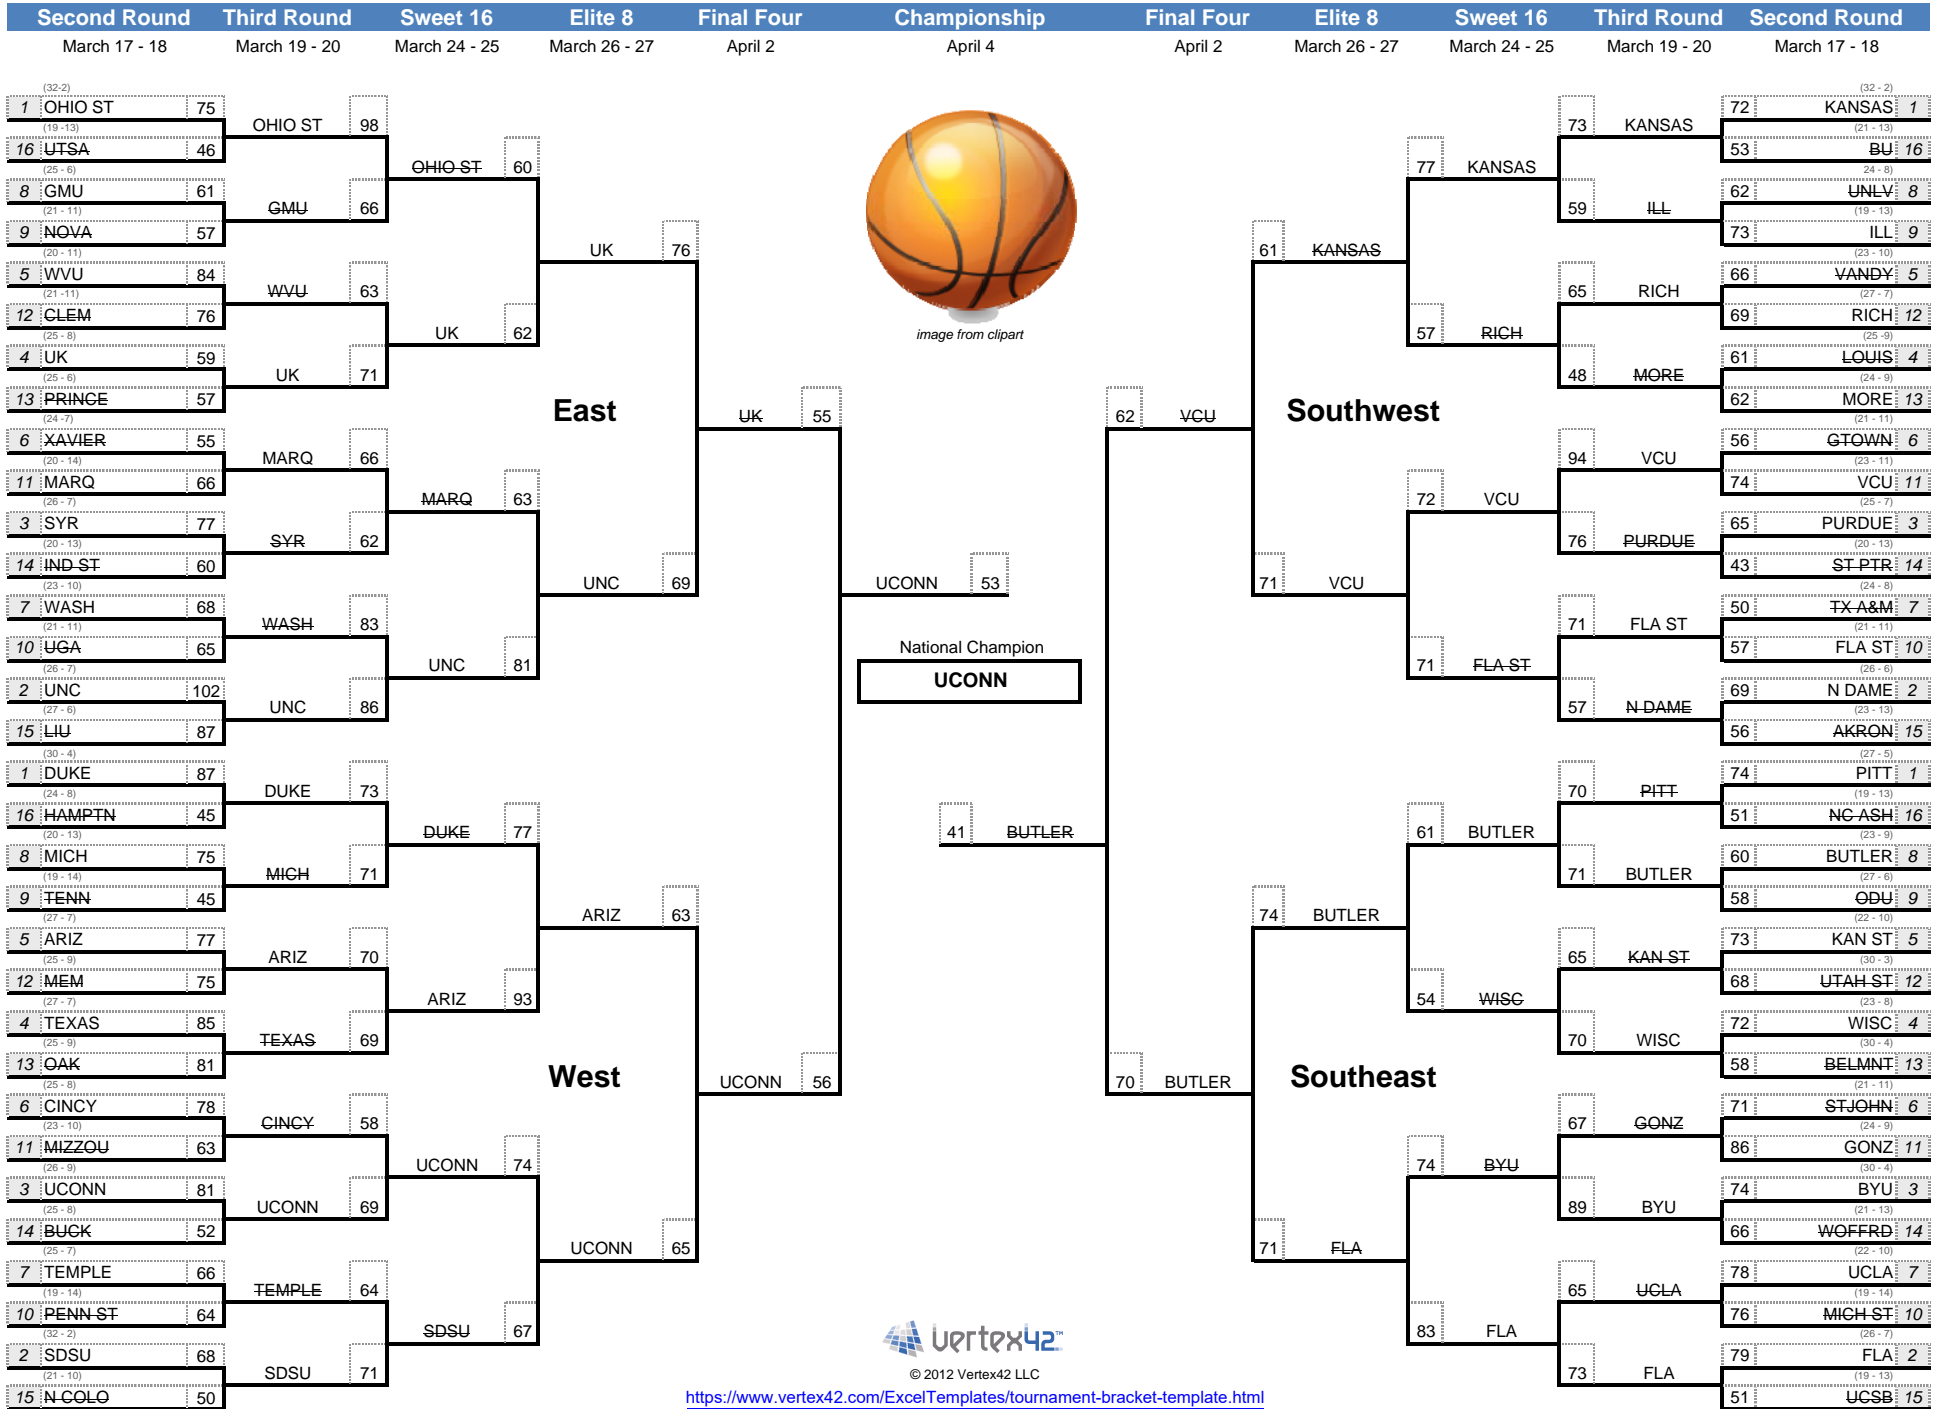 Second Round Third Round Sweet 16 Elite 8 Final Four Championship Final Four Elite 8 Sweet 16 Third Round Second Round
March 17 - 18 March 19 - 20 March 24 - 25 March 26 - 27 April 2 April 4 April 2 March 26 - 27 March 24 - 25 March 19 - 20 March 17 - 18
(32-2) (32 - 2)
1 OHIO ST 75 72 KANSAS 1
(19 -13) OHIO ST 98 73 KANSAS (21 - 13)
16 UTSA 46 53 BU 16
(25 - 6) OHIO ST 60 77 KANSAS 24 - 8)
8 GMU 61 62 UNLV 8
(21 - 11) GMU 66 59 ILL (19 - 13)
9 NOVA 57 73 ILL 9
(20 - 11) UK 76 61 KANSAS (23 - 10)
5 WVU 84 66 VANDY 5
(21 -11) WVU 63 65 RICH (27 - 7)
12 CLEM 76 69 RICH 12
(25 - 8) UK 62 image from clipart 57 RICH (25 -9)
4 UK 59 61 LOUIS 4
(25 - 6) UK 71 48 MORE (24 - 9)
13 PRINCE 57 62 MORE 13
East Southwest
(24 -7) UK 55 62 VCU (21 - 11)
6 XAVIER 55 56 GTOWN 6
(20 - 14) MARQ 66 94 VCU (23 - 11)
11 MARQ 66 74 VCU 11
(26 - 7) MARQ 63 72 VCU (25 - 7)
3 SYR 77 65 PURDUE 3
(20 - 13) SYR 62 76 PURDUE (20 - 13)
14 IND ST 60 43 ST PTR 14
(23 - 10) UNC 69 UCONN 53 71 VCU (24 - 8)
7 WASH 68 50 TX A&M 7
(21 - 11) WASH 83 71 FLA ST (21 - 11)
10 UGA 65 National Champion 57 FLA ST 10
(26 - 7) UNC 81 UCONN 71 FLA ST (26 - 6)
2 UNC 102 69 N DAME 2
(27 - 6) UNC 86 57 N DAME (23 - 13)
15 LIU 87 56 AKRON 15
(30 - 4) (27 - 5)
1 DUKE 87 74 PITT 1
(24 - 8) DUKE 73 70 PITT (19 - 13)
16 HAMPTN 45 51 NC ASH 16
(20 - 13) DUKE 77 41 BUTLER 61 BUTLER (23 - 9)
8 MICH 75 60 BUTLER 8
(19 - 14) MICH 71 71 BUTLER (27 - 6)
9 TENN 45 58 ODU 9
(27 - 7) ARIZ 63 74 BUTLER (22 - 10)
5 ARIZ 77 73 KAN ST 5
(25 - 9) ARIZ 70 65 KAN ST (30 - 3)
12 MEM 75 68 UTAH ST 12
(27 - 7) ARIZ 93 54 WISC (23 - 8)
4 TEXAS 85 72 WISC 4
(25 - 9) TEXAS 69 70 WISC (30 - 4)
13 OAK 81 58 BELMNT 13
West Southeast
(25 - 8) UCONN 56 70 BUTLER (21 - 11)
6 CINCY 78 71 STJOHN 6
(23 - 10) CINCY 58 67 GONZ (24 - 9)
11 MIZZOU 63 86 GONZ 11
(26 - 9) UCONN 74 74 BYU (30 - 4)
3 UCONN 81 74 BYU 3
(25 - 8) UCONN 69 89 BYU (21 - 13)
14 BUCK 52 66 WOFFRD 14
(25 - 7) UCONN 65 71 FLA (22 - 10)
7 TEMPLE 66 78 UCLA 7
(19 - 14) TEMPLE 64 65 UCLA (19 - 14)
10 PENN ST 64 76 MICH ST 10
(32 - 2) SDSU 67 vertex42™ 83 FLA (26 - 7)
2 SDSU 68 79 FLA 2
(21 - 10) SDSU 71 © 2012 Vertex42 LLC 73 FLA (19 - 13)
15 N COLO 50 https://www.vertex42.com/ExcelTemplates/tournament-bracket-template.html 51 UCSB 15